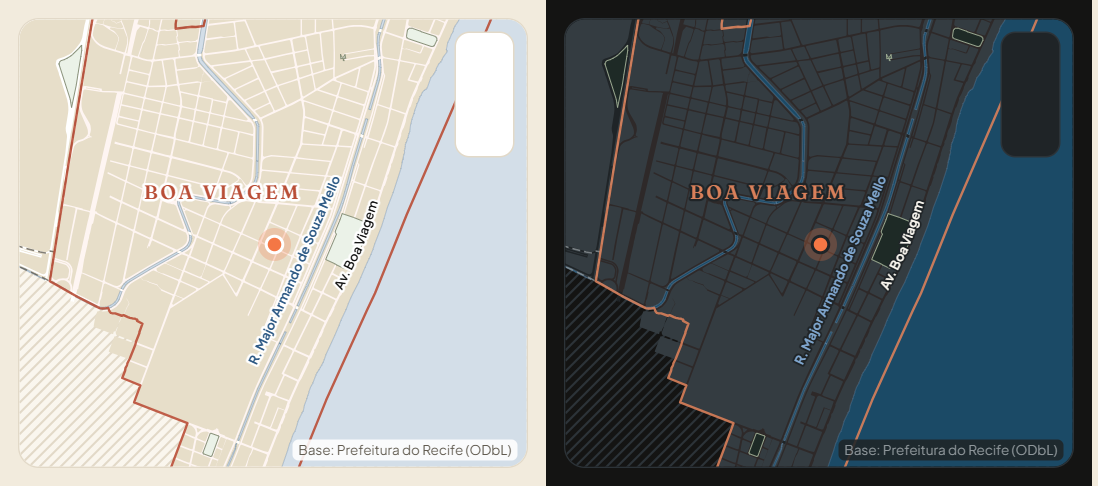 BOA VIAGEM
R. Major Armando de Souza Mello
Av. Boa Viagem
Base: Prefeitura do Recife (ODbL)
BOA VIAGEM
R. Major Armando de Souza Mello
Av. Boa Viagem
Base: Prefeitura do Recife (ODbL)